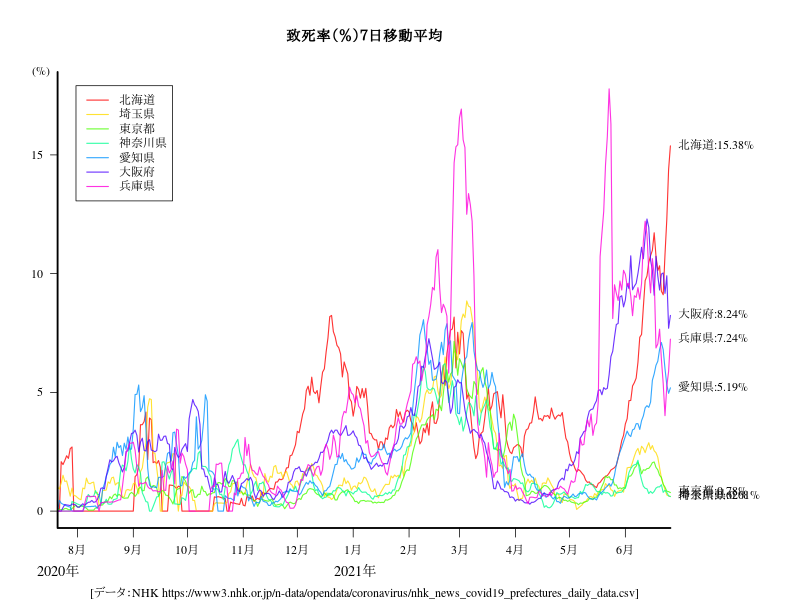 致死率(%)7日移動平均
(%)
北海道
埼玉県
東京都
神奈川県
愛知県
大阪府
兵庫県
15
10
5
0
北海道:15.38%
大阪府:8.24%
兵庫県:7.24%
愛知県:5.19%
8月 9月 10月 11月 12月 1月 2月 3月 4月 5月 6月
2020年 2021年
[データ:NHK https://www3.nhk.or.jp/n-data/opendata/coronavirus/nhk_news_covid19_prefectures_daily_data.csv]